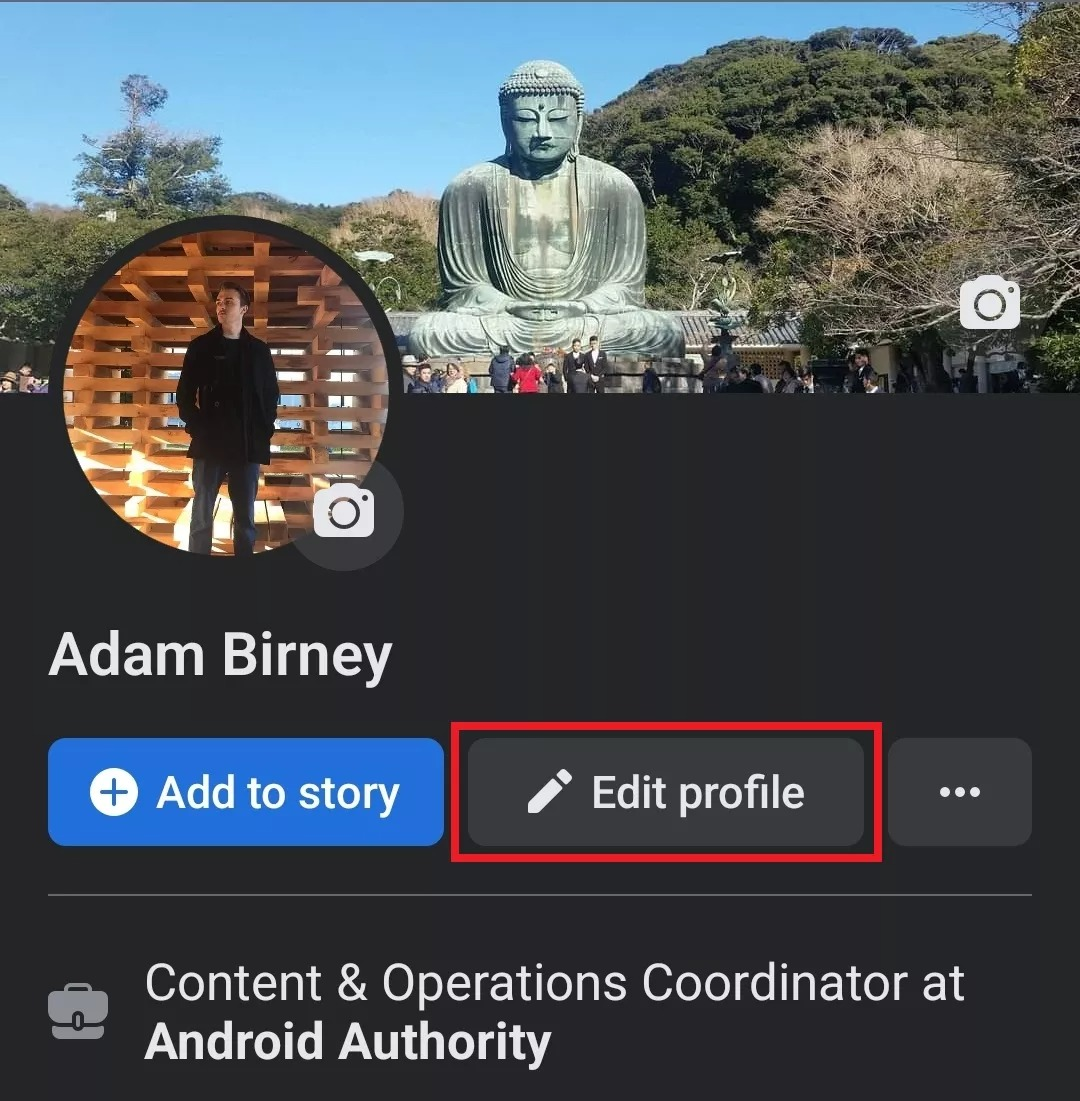 Adam Birney
Add to story
Edit profile
Content & Operations Coordinator at
Android Authority